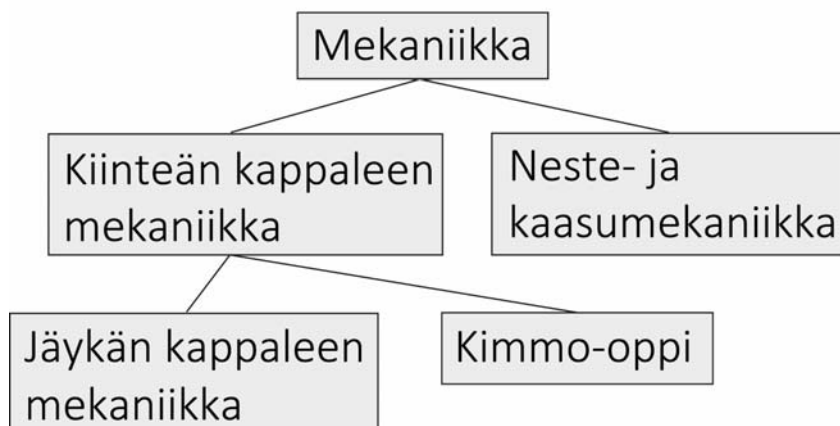 Mekaniikka
Kiinteän kappaleen
mekaniikka
Neste- ja
kaasumekaniikka
Jäykän kappaleen
mekaniikka
Kimmo-oppi